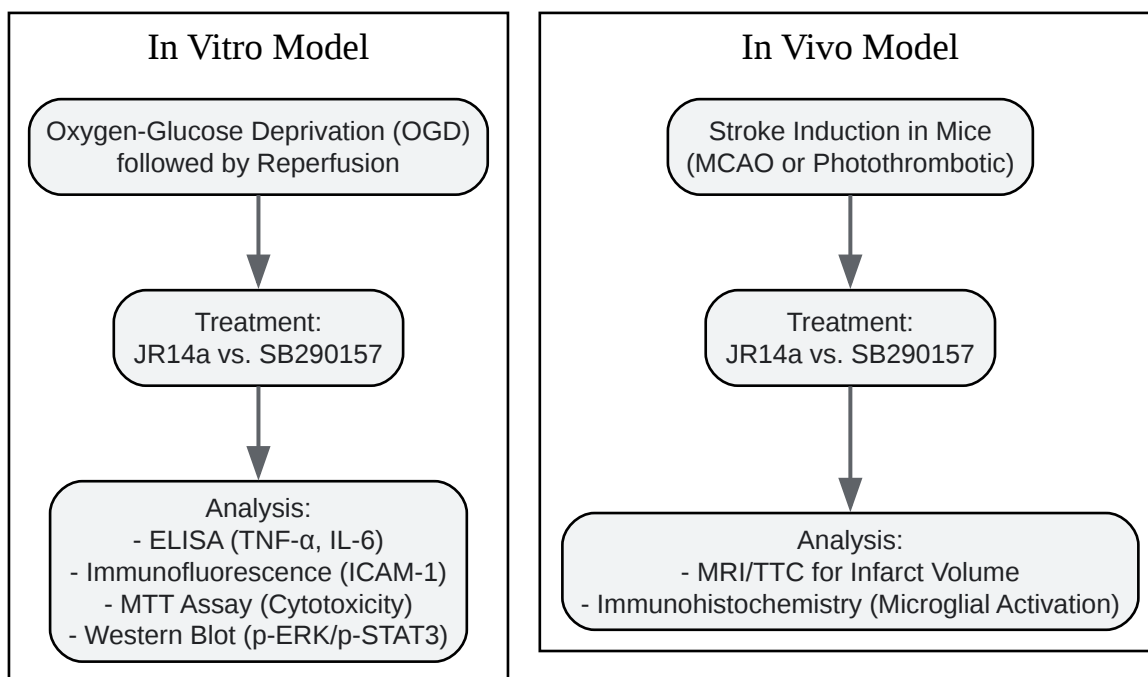 In Vitro Model
Oxygen-Glucose Deprivation (OGD)
followed by Reperfusion
Treatment:
JR14a vs. SB290157
Analysis:
- ELISA (TNF-α, IL-6)
- Immunofluorescence (ICAM-1)
- MTT Assay (Cytotoxicity)
- Western Blot (p-ERK/p-STAT3)
In Vivo Model
Stroke Induction in Mice
(MCAO or Photothrombotic)
Treatment:
JR14a vs. SB290157
Analysis:
- MRI/TTC for Infarct Volume
- Immunohistochemistry (Microglial Activation)